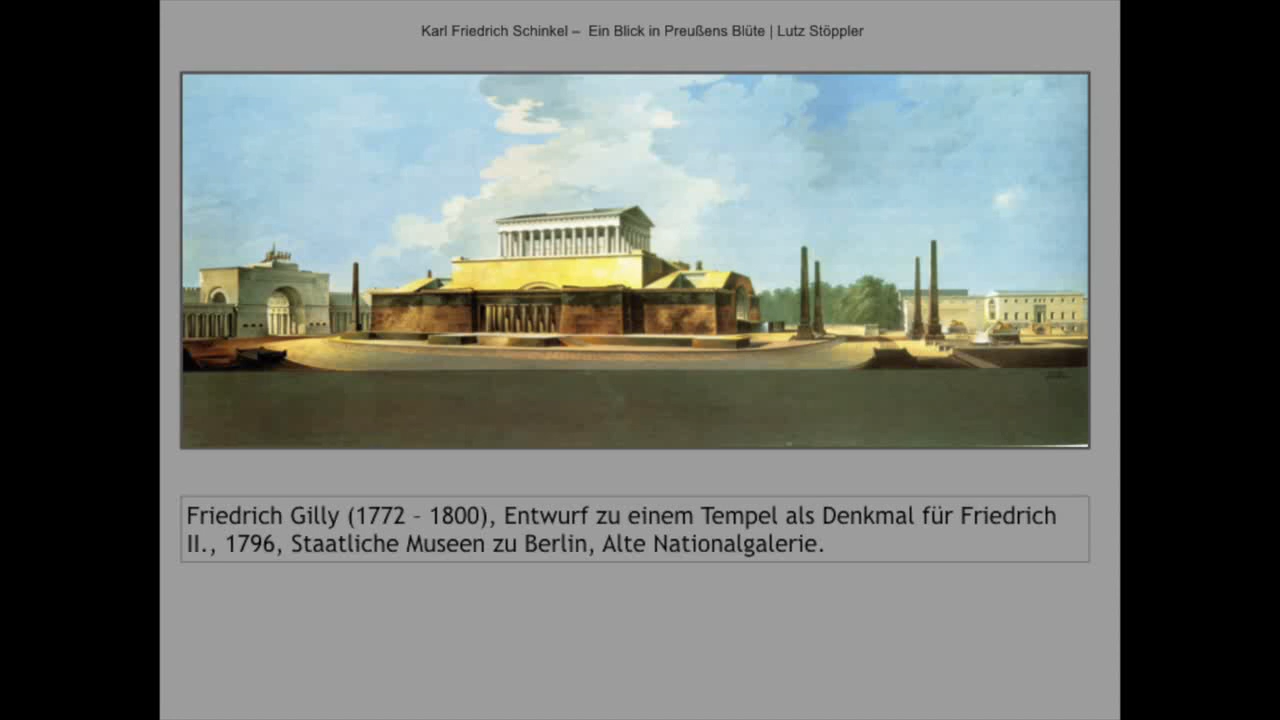 Karl Friedrich Schinkel – Ein Blick in Preußens Blüte | Lutz Stöppler
Friedrich Gilly (1772 – 1800), Entwurf zu einem Tempel als Denkmal für Friedrich
II., 1796, Staatliche Museen zu Berlin, Alte Nationalgalerie.